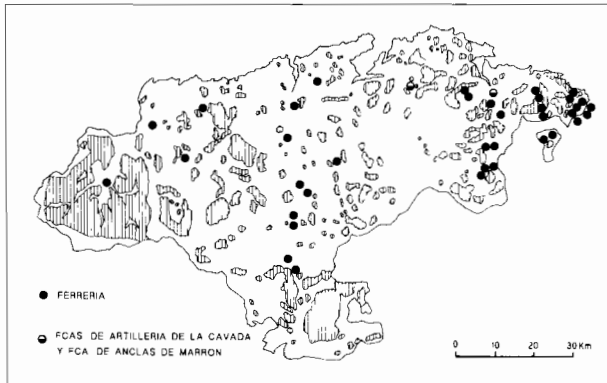 FERRERIA
FCAS DE ARTILLERIA DE LA CAVADA
Y FCA DE ANCLAS DE MARRON
0 10 20 30 Km